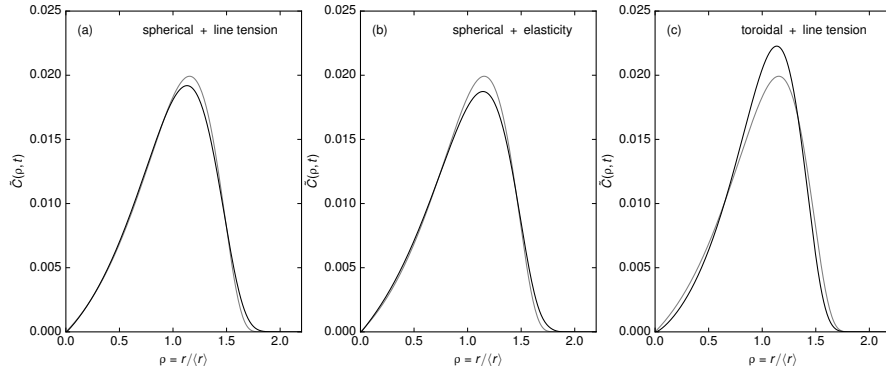 (a) spherical + line tension
0.025
0.020
0.015
0.010
0.005
0.000
C̃(ρ, t)
0.0 0.5 1.0 1.5 2.0
ρ = r/⟨r⟩
(b) spherical + elasticity
0.025
0.020
0.015
0.010
0.005
0.000
C̃(ρ, t)
0.0 0.5 1.0 1.5 2.0
ρ = r/⟨r⟩
(c) toroidal + line tension
0.025
0.020
0.015
0.010
0.005
0.000
C̃(ρ, t)
0.0 0.5 1.0 1.5 2.0
ρ = r/⟨r⟩